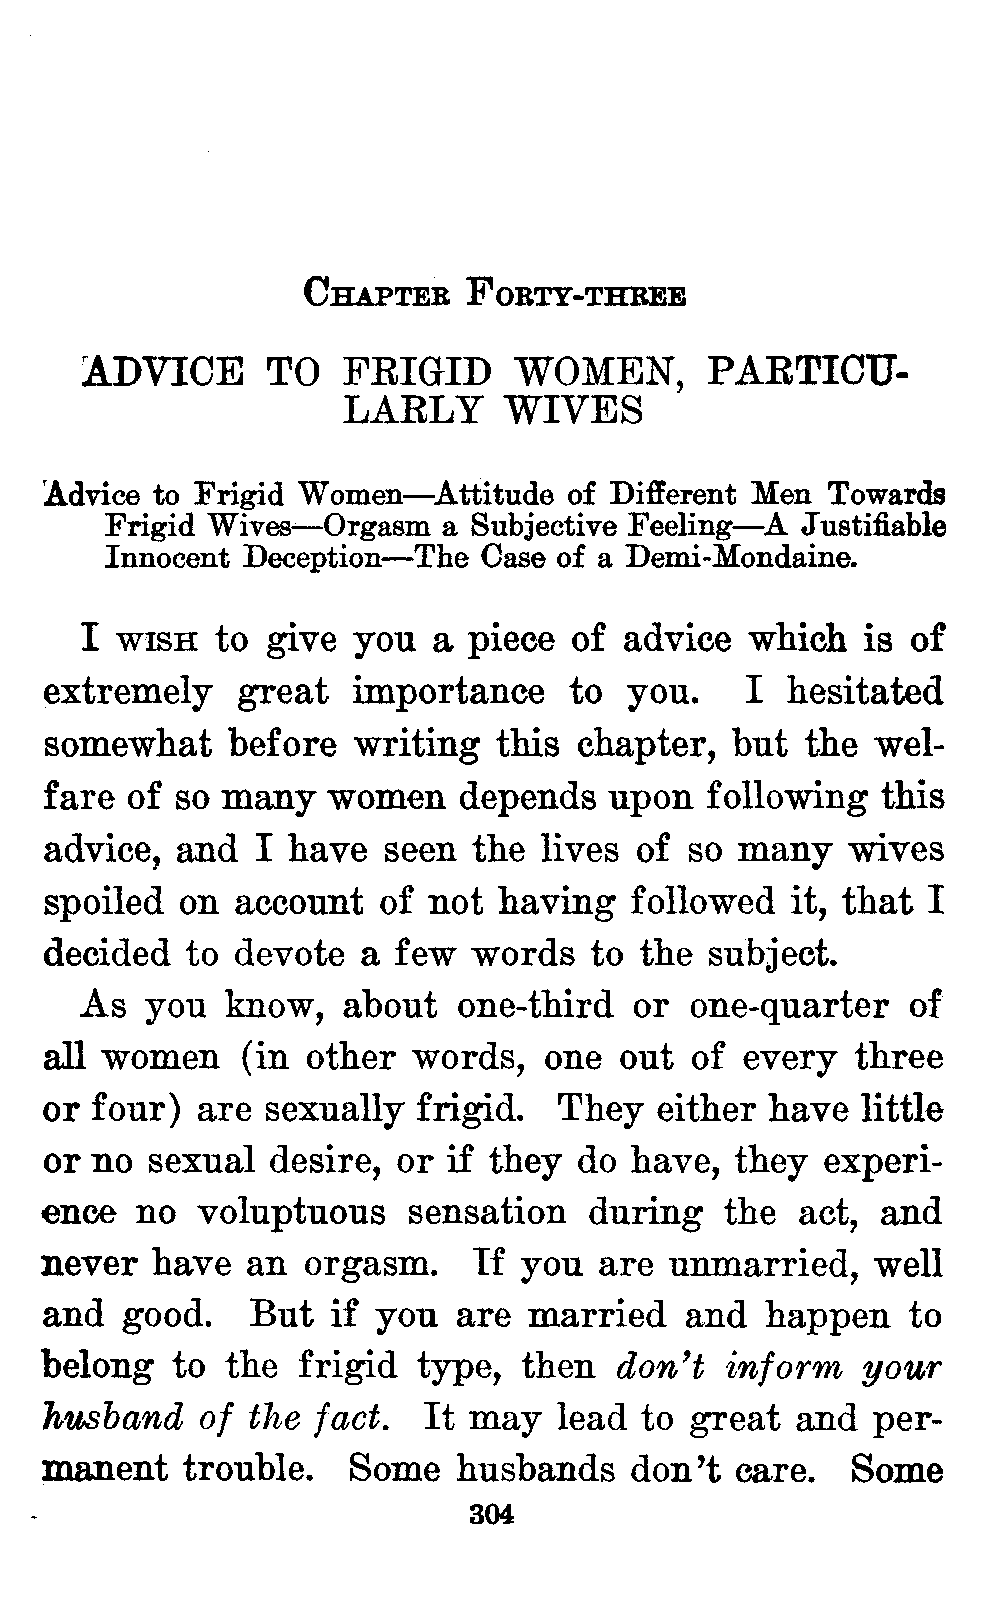 CHAPTER FORTY-THREE
ADVICE TO FRIGID WOMEN, PARTICU-
LARLY WIVES
Advice to Frigid Women—Attitude of Different Men Towards
Frigid Wives—Orgasm a Subjective Feeling—A Justifiable
Innocent Deception—The Case of a Demi-Mondaine.
I WISH to give you a piece of advice which is of
extremely great importance to you. I hesitated
somewhat before writing this chapter, but the wel-
fare of so many women depends upon following this
advice, and I have seen the lives of so many wives
spoiled on account of not having followed it, that I
decided to devote a few words to the subject.
As you know, about one-third or one-quarter of
all women (in other words, one out of every three
or four) are sexually frigid. They either have little
or no sexual desire, or if they do have, they experi-
ence no voluptuous sensation during the act, and
never have an orgasm. If you are unmarried, well
and good. But if you are married and happen to
belong to the frigid type, then don't inform your
husband of the fact. It may lead to great and per-
manent trouble. Some husbands don't care. Some
304